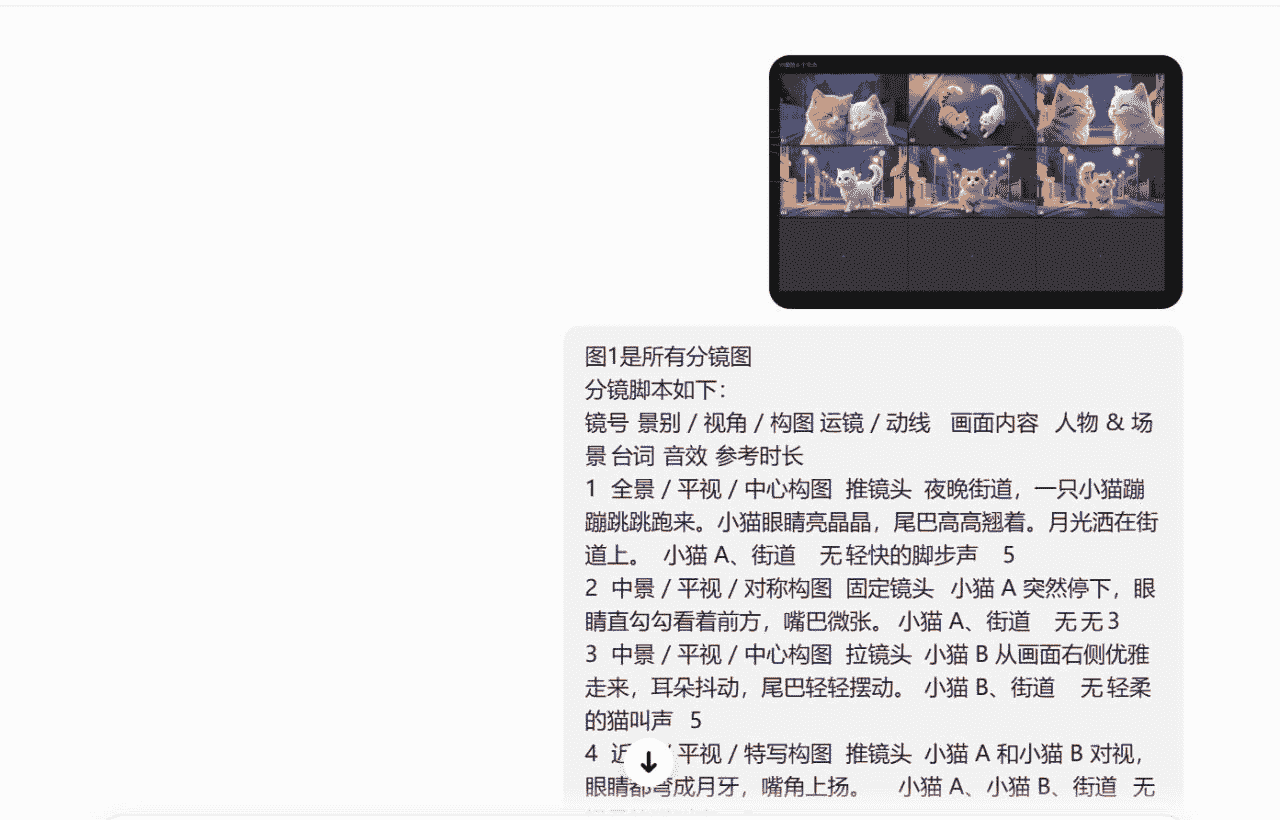 图1是所有分镜图
分镜脚本如下：
镜号 景别 / 视角 / 构图 运镜 / 动线 画面内容 人物 & 场
景 台词 音效 参考时长
1 全景 / 平视 / 中心构图 推镜头 夜晚街道，一只小猫蹦
蹦跳跳跑来。小猫眼睛亮晶晶，尾巴高高翘着。月光洒在街
道上。 小猫 A、街道 无 轻快的脚步声 5
2 中景 / 平视 / 对称构图 固定镜头 小猫 A 突然停下，眼
睛直勾勾看着前方，嘴巴微张。 小猫 A、街道 无 无 3
3 中景 / 平视 / 中心构图 拉镜头 小猫 B 从画面右侧优雅
走来，耳朵抖动，尾巴轻轻摆动。 小猫 B、街道 无 轻柔
的猫叫声 5
4 近 / 平视 / 特写构图 推镜头 小猫 A 和小猫 B 对视，
眼睛都弯成月牙，嘴角上扬。 小猫 A、小猫 B、街道 无